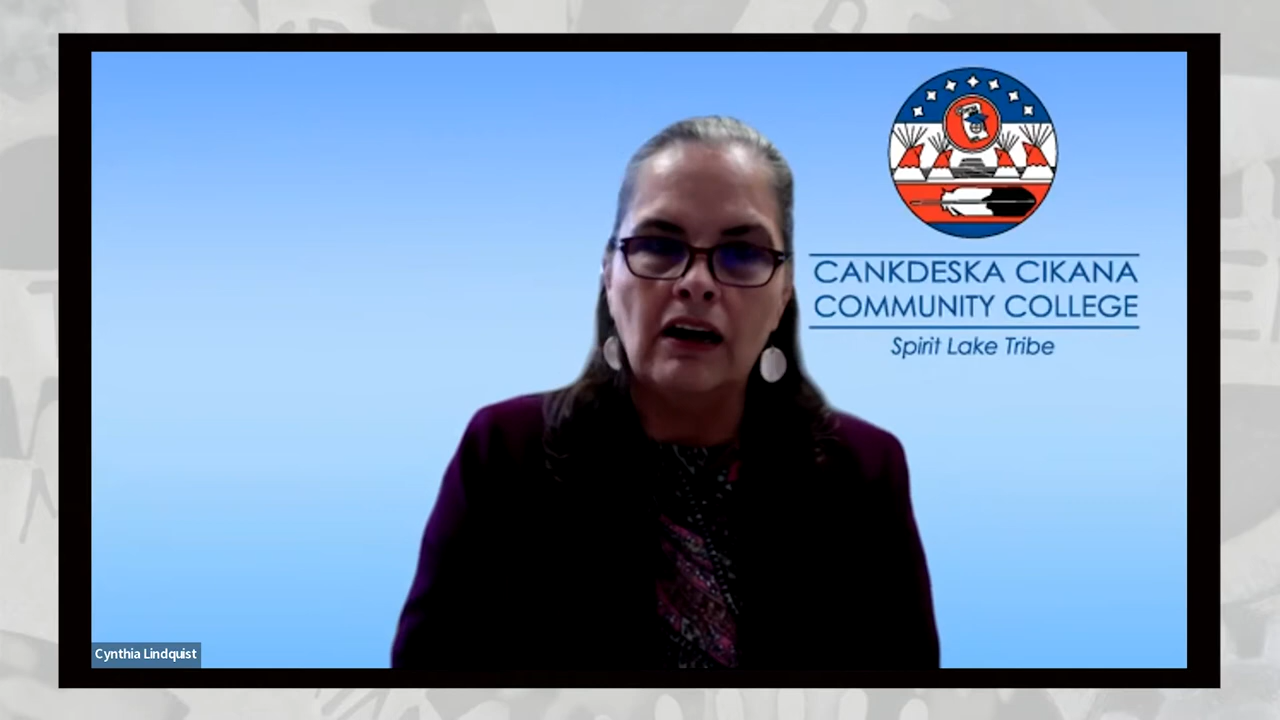 CANKDESKA CIKANA
COMMUNITY COLLEGE
Spirit Lake Tribe
Cynthia Lindquist